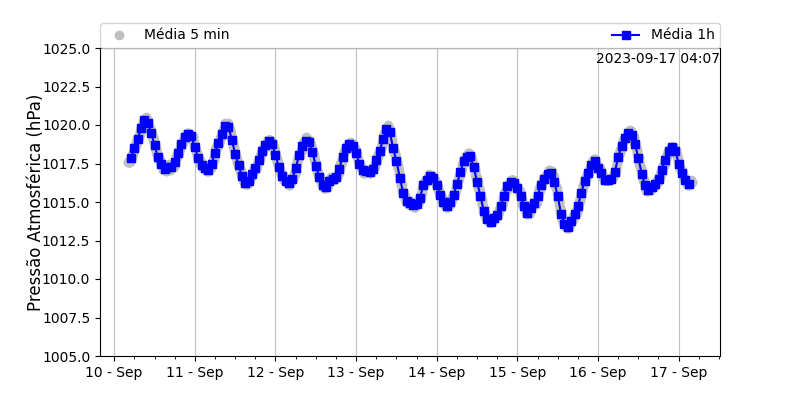 Média 5 min
Média 1h
2023-09-17 04:07
Pressão Atmosférica (hPa)
1025.0
1022.5
1020.0
1017.5
1015.0
1012.5
1010.0
1007.5
1005.0
10 - Sep
11 - Sep
12 - Sep
13 - Sep
14 - Sep
15 - Sep
16 - Sep
17 - Sep